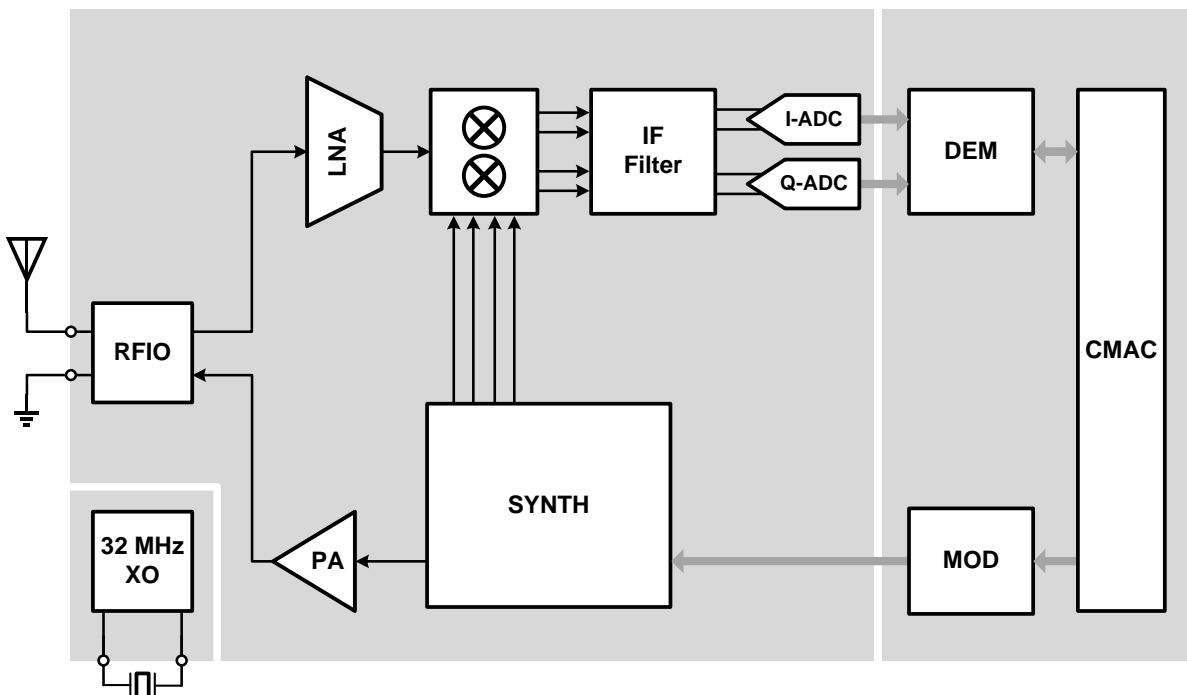 LNA
IF
Filter
I-ADC
Q-ADC
DEM
RFIO
CMAC
SYNTH
PA
MOD
32 MHz
XO